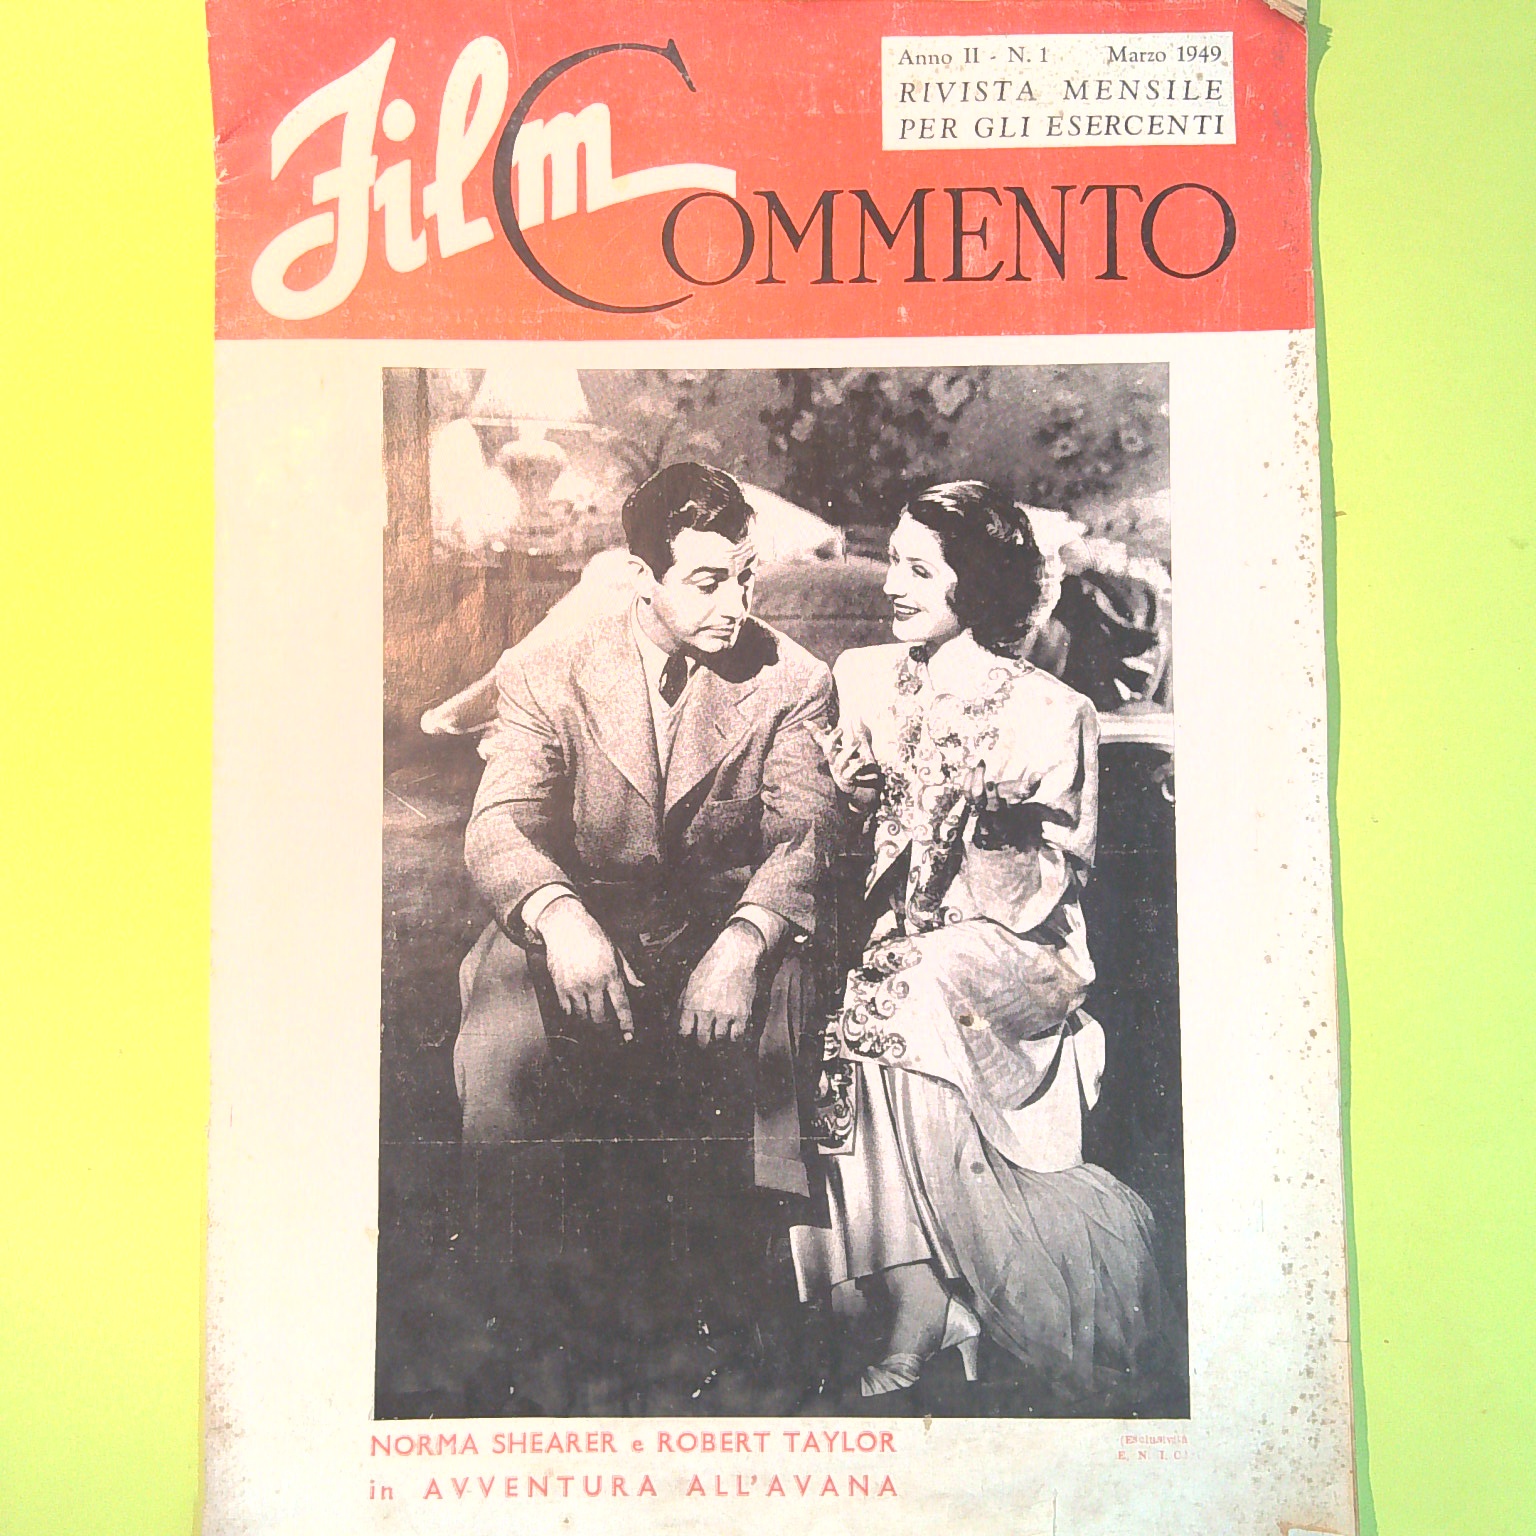 Film COMMENTO
Anno II - N. 1 Marzo 1949
RIVISTA MENSILE
PER GLI ESERCENTI
NORMA SHEARER e ROBERT TAYLOR
in AVVENTURA ALL'AVANA
(Esclusività
E. N. I. C.)